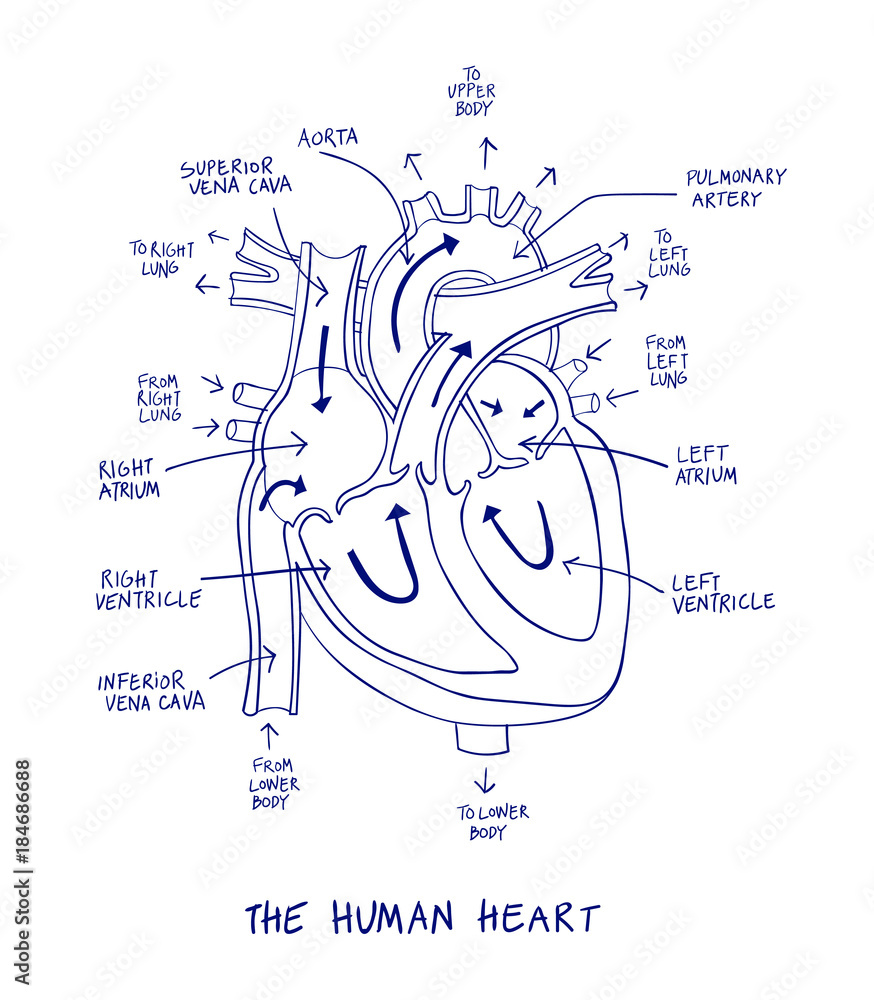 TO
UPPER
BODY
AORTA
SUPERIOR
VENA CAVA
PULMONARY
ARTERY
TO RIGHT
LUNG
TO
LEFT
LUNG
FROM
RIGHT
LUNG
FROM
LEFT
LUNG
RIGHT
ATRIUM
LEFT
ATRIUM
RIGHT
VENTRICLE
LEFT
VENTRICLE
INFERIOR
VENA CAVA
FROM
LOWER
BODY
TO LOWER
BODY
THE HUMAN HEART
Adobe Stock | #184686688